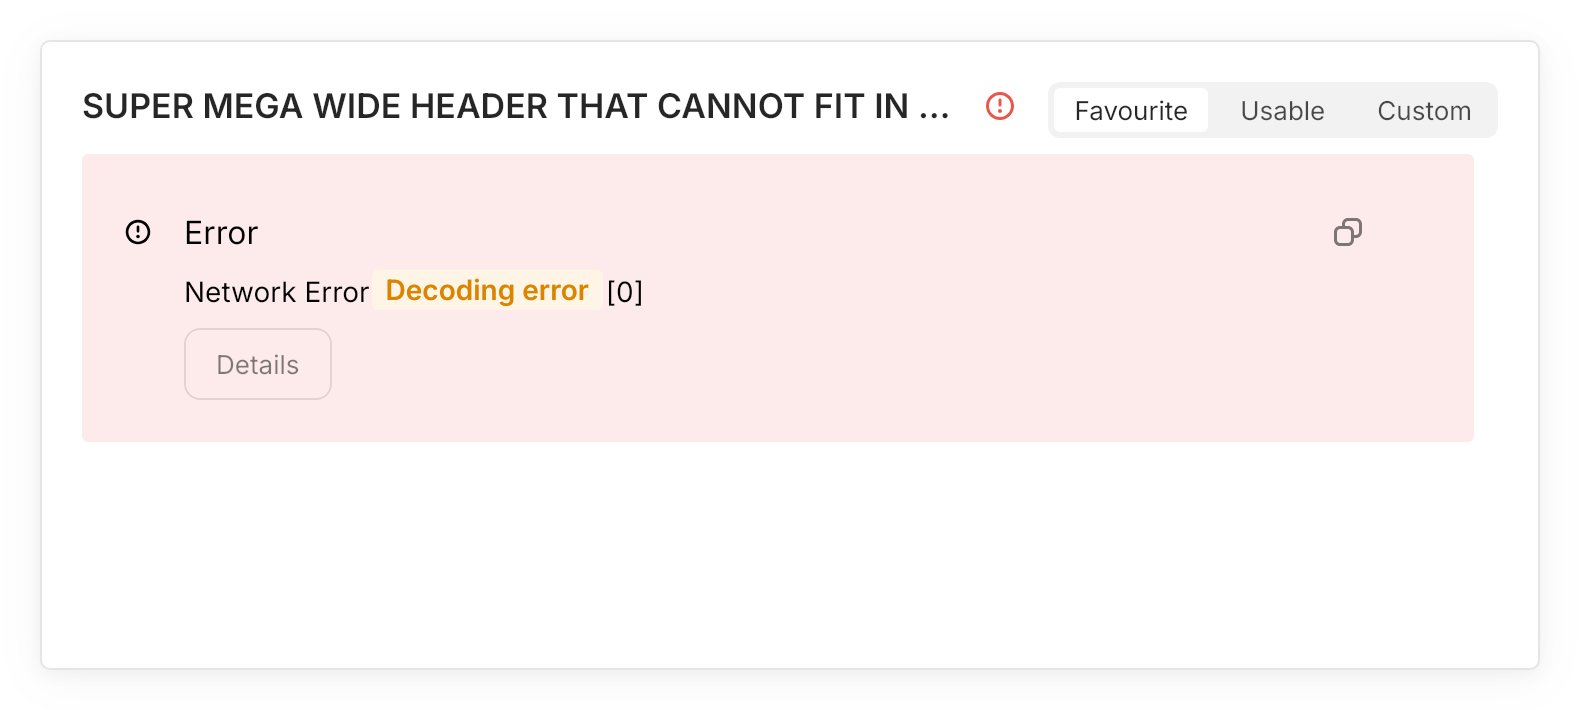 SUPER MEGA WIDE HEADER THAT CANNOT FIT IN ...
Favourite Usable Custom
Error
Network Error Decoding error [0]
Details